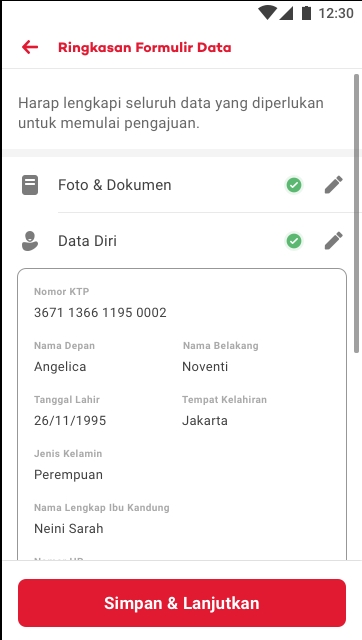 12:30
Ringkasan Formulir Data
Harap lengkapi seluruh data yang diperlukan
untuk memulai pengajuan.
Foto & Dokumen
Data Diri
Nomor KTP
3671 1366 1195 0002
Nama Depan
Nama Belakang
Angelica
Noventi
Tanggal Lahir
Tempat Kelahiran
26/11/1995
Jakarta
Jenis Kelamin
Perempuan
Nama Lengkap Ibu Kandung
Neini Sarah
Nomor HP
Simpan & Lanjutkan